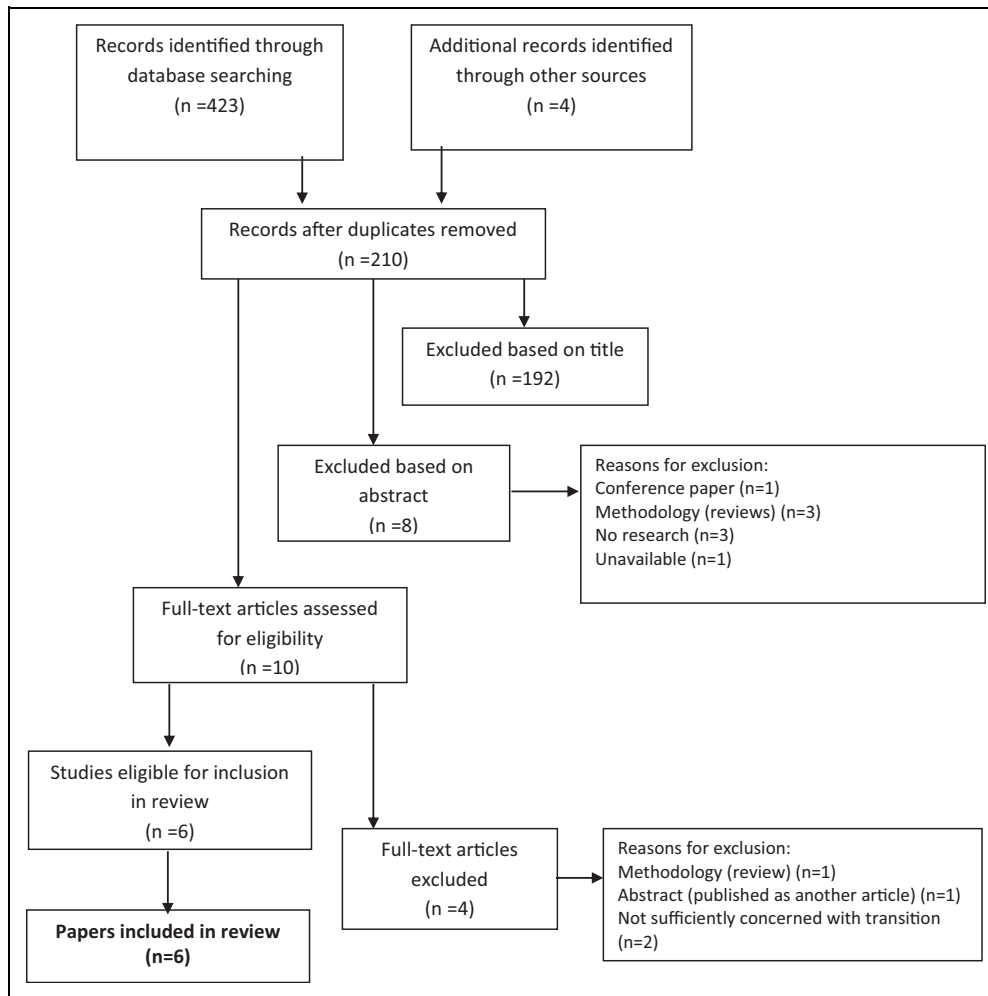 Records identified through
database searching
(n =423)
Additional records identified
through other sources
(n =4)
Records after duplicates removed
(n =210)
Excluded based on title
(n =192)
Excluded based on
abstract
(n =8)
Reasons for exclusion:
Conference paper (n=1)
Methodology (reviews) (n=3)
No research (n=3)
Unavailable (n=1)
Full-text articles assessed
for eligibility
(n =10)
Studies eligible for inclusion
in review
(n =6)
Full-text articles
excluded
(n =4)
Reasons for exclusion:
Methodology (review) (n=1)
Abstract (published as another article) (n=1)
Not sufficiently concerned with transition
(n=2)
Papers included in review
(n=6)